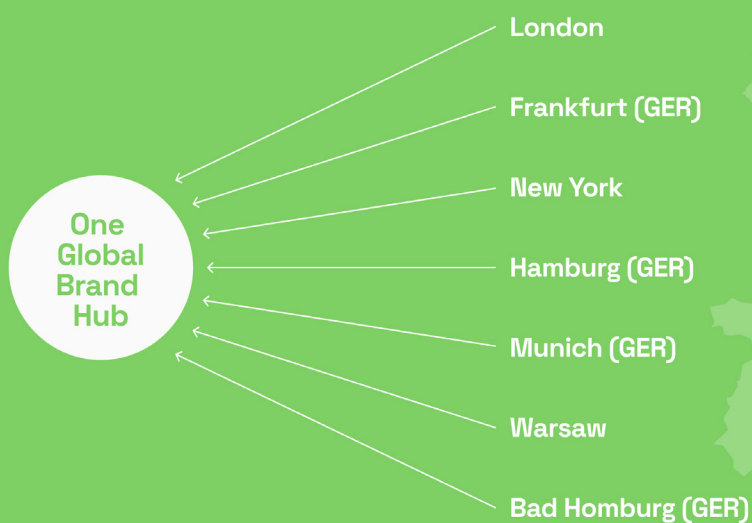 London
Frankfurt (GER)
New York
One
Global
Brand
Hub
Hamburg (GER)
Munich (GER)
Warsaw
Bad Homburg (GER)